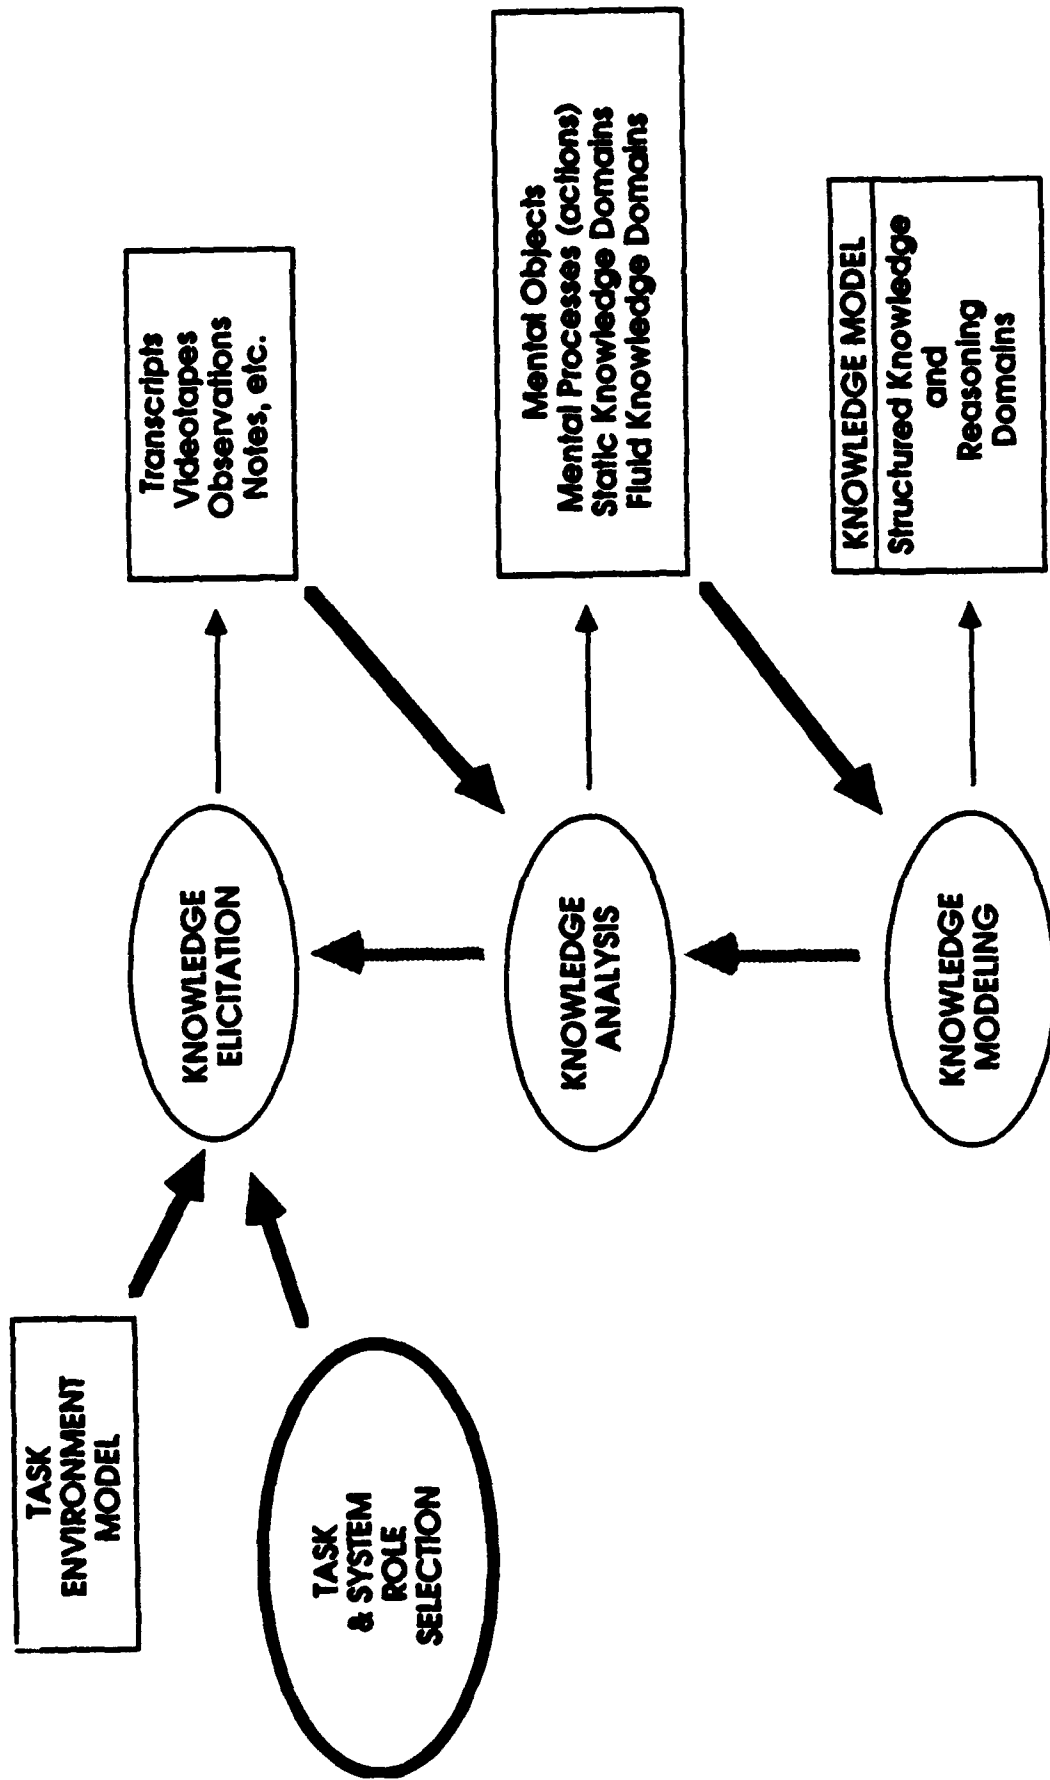 TASK
ENVIRONMENT
MODEL
TASK
& SYSTEM
ROLE
SELECTION
KNOWLEDGE
ELICITATION
Transcripts
Videotapes
Observations
Notes, etc.
KNOWLEDGE
ANALYSIS
Mental Objects
Mental Processes (actions)
Static Knowledge Domains
Fluid Knowledge Domains
KNOWLEDGE
MODELING
KNOWLEDGE MODEL
Structured Knowledge
and
Reasoning
Domains